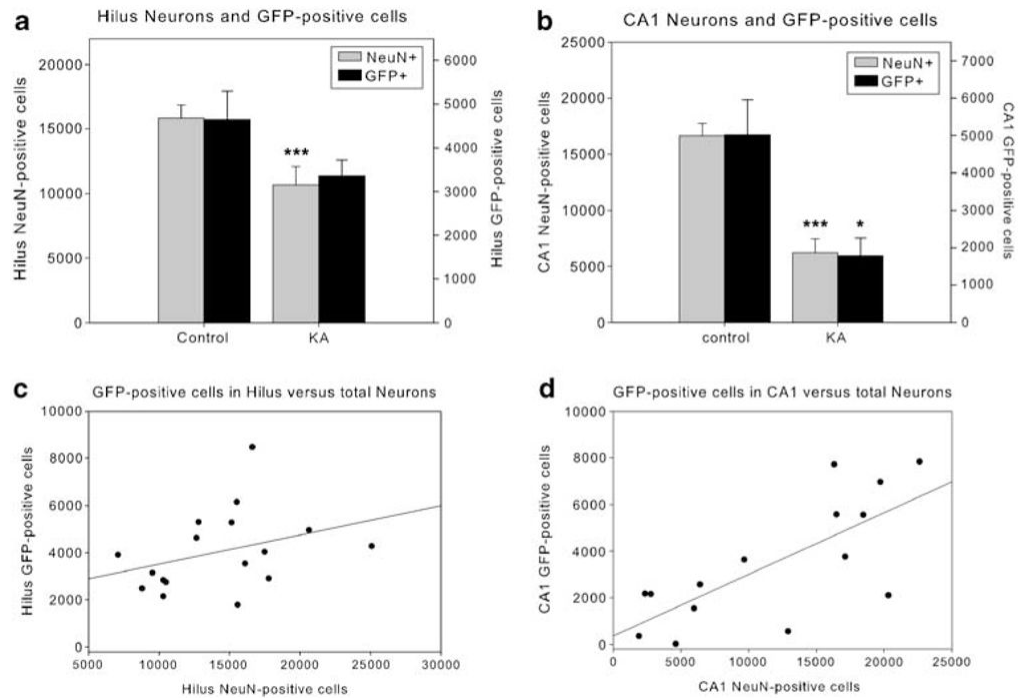 a
Hilus Neurons and GFP-positive cells
NeuN+
GFP+
Hilus NeuN-positive cells
20000
15000
10000
5000
0
6000
5000
4000
3000
2000
1000
0
Hilus GFP-positive cells
***
Control
KA
b
CA1 Neurons and GFP-positive cells
NeuN+
GFP+
CA1 NeuN-positive cells
25000
20000
15000
10000
5000
0
7000
6000
5000
4000
3000
2000
1000
0
CA1 GFP-positive cells
***
*
control
KA
c
GFP-positive cells in Hilus versus total Neurons
Hilus GFP-positive cells
10000
8000
6000
4000
2000
0
5000
10000
15000
20000
25000
30000
Hilus NeuN-positive cells
d
GFP-positive cells in CA1 versus total Neurons
CA1 GFP-positive cells
10000
8000
6000
4000
2000
0
0
5000
10000
15000
20000
25000
CA1 NeuN-positive cells